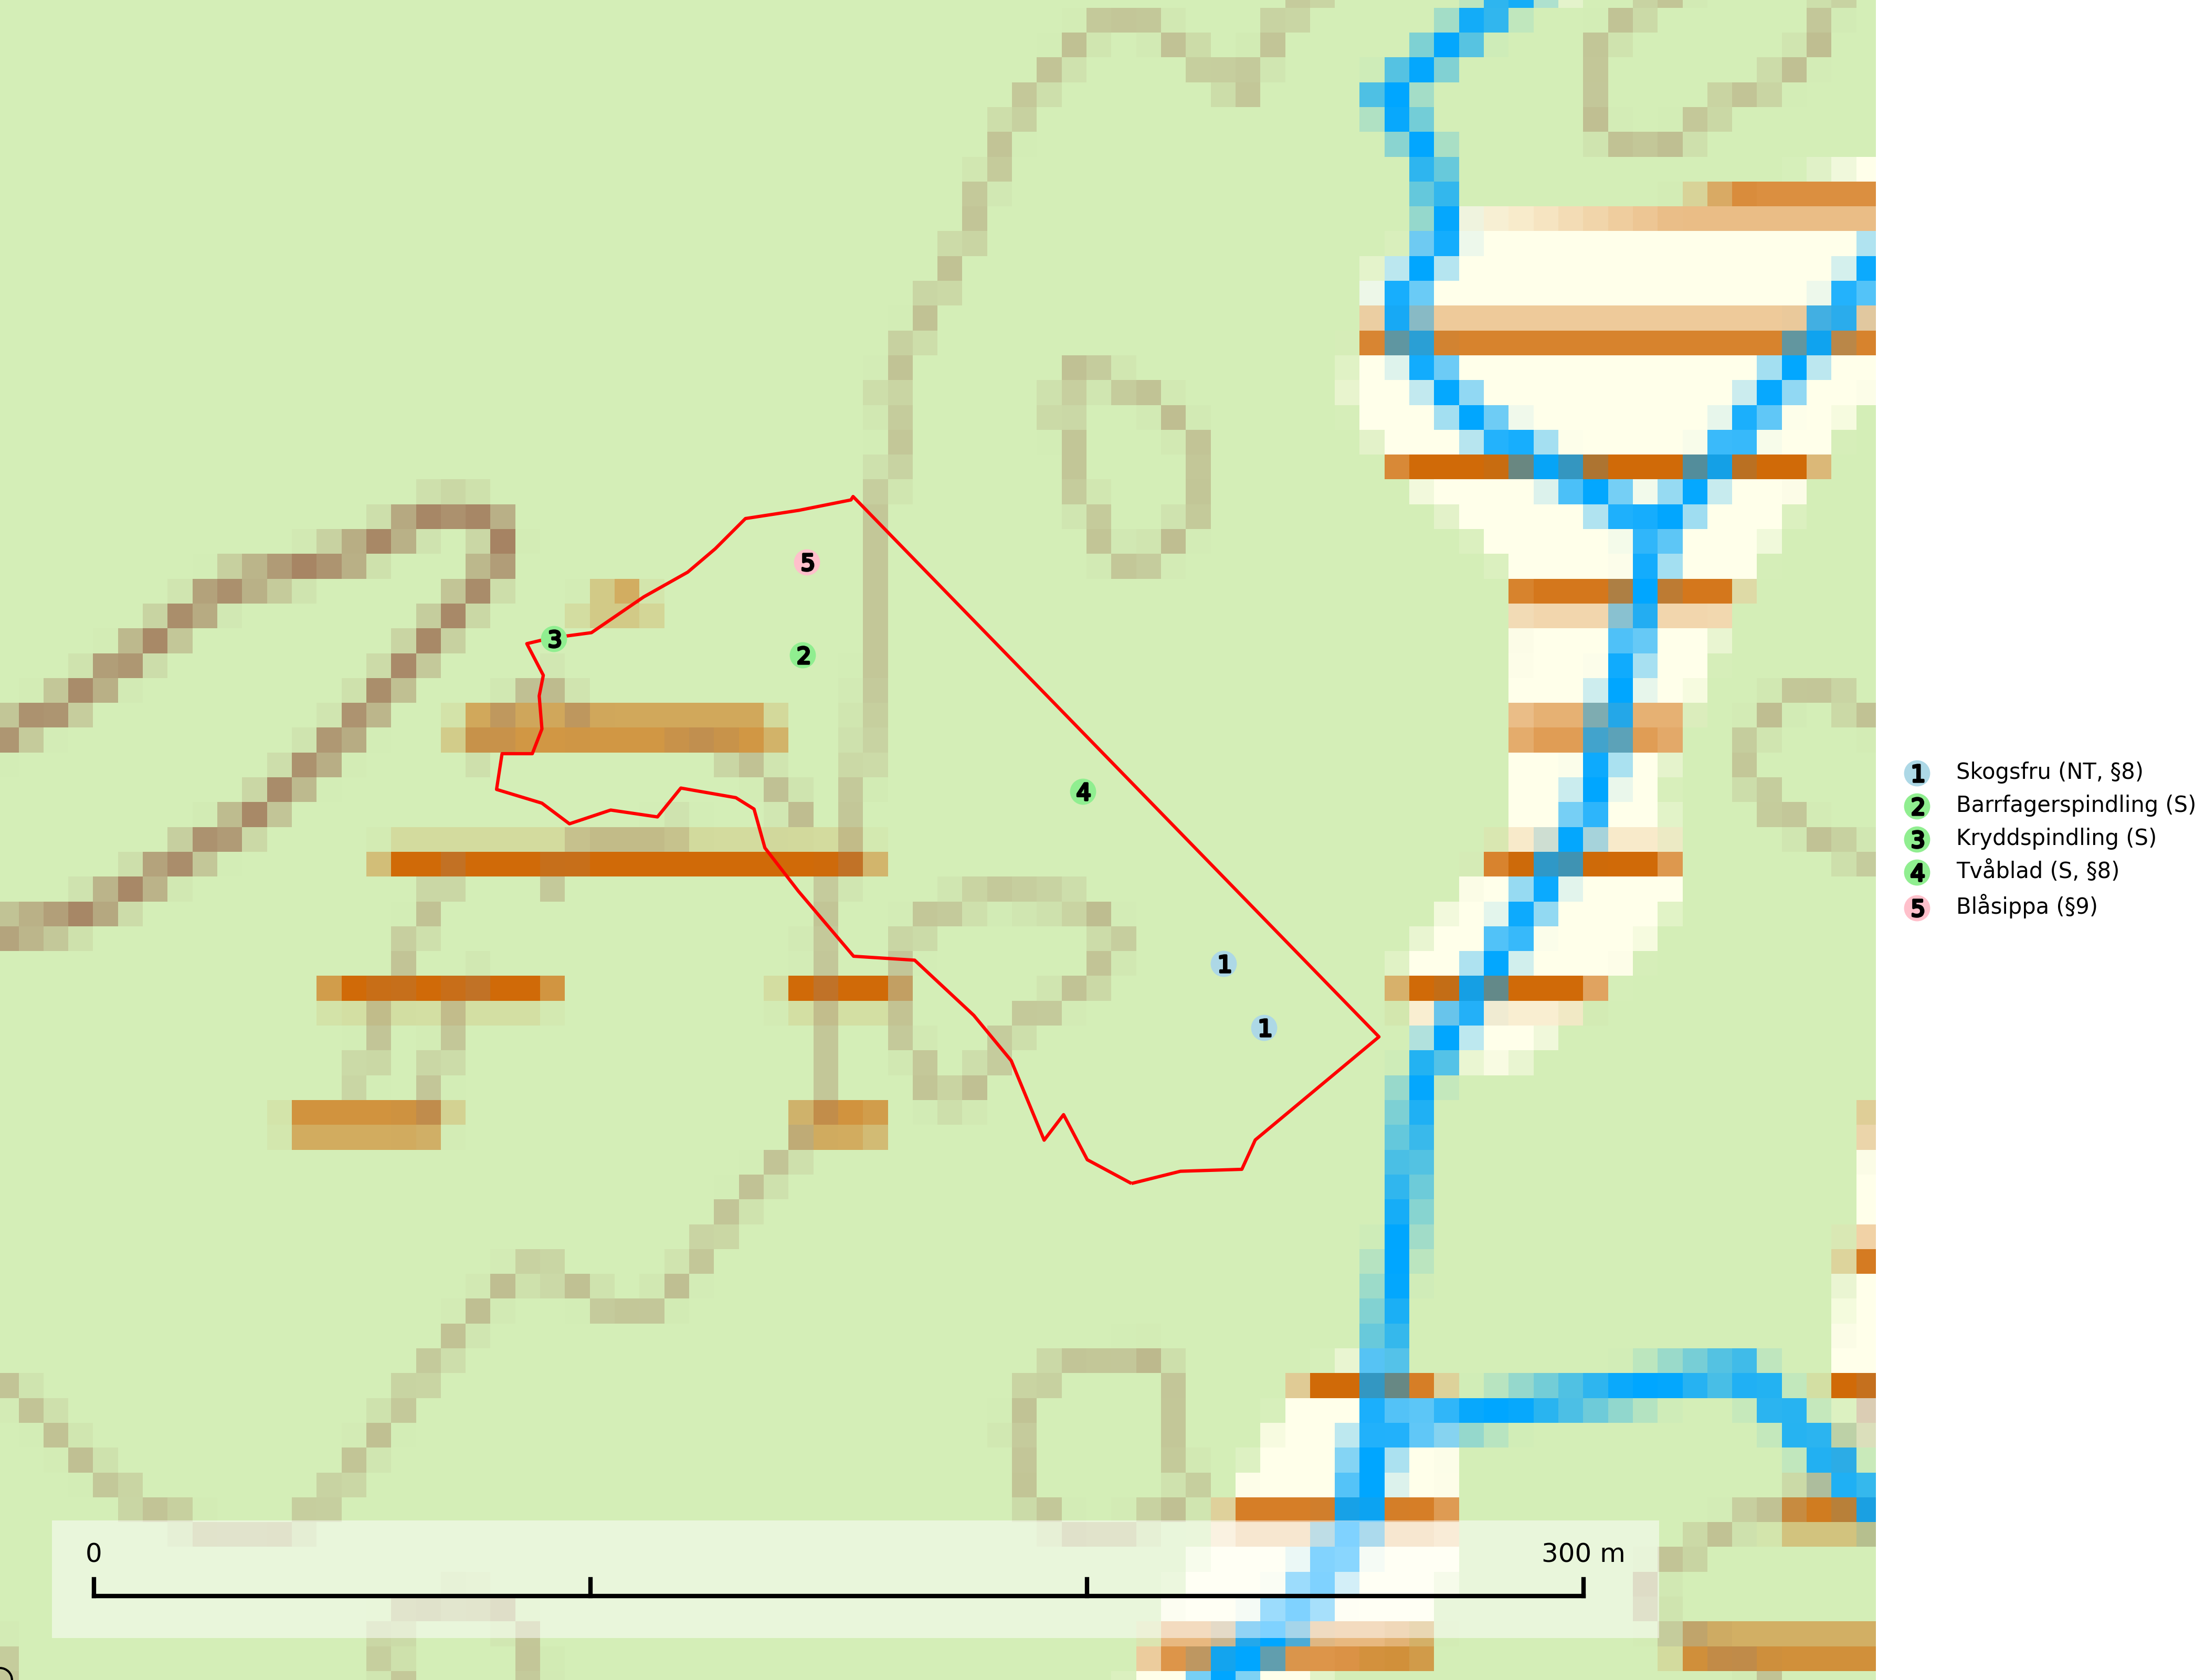 5
3
2
4
1
1
1 Skogsfru (NT, §8)
2 Barrfagerspindling (S)
3 Kryddspindling (S)
4 Tvåblad (S, §8)
5 Blåsippa (§9)
0 300 m